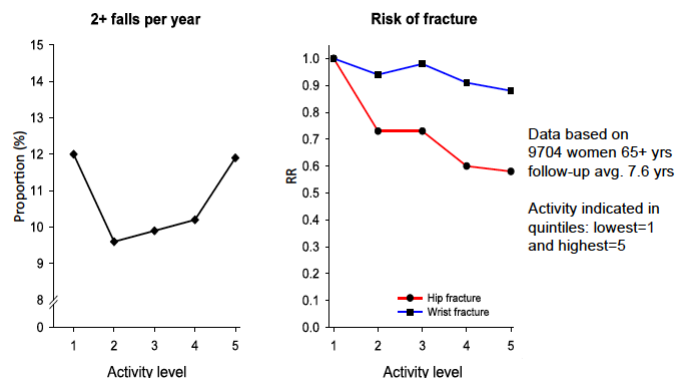 2+ falls per year
15
14
13
12
11
10
9
8
0
Proportion (%)
1 2 3 4 5
Activity level
Risk of fracture
1.0
0.9
0.8
0.7
0.6
0.5
0.4
0.3
0.2
0.1
0.0
RR
Hip fracture
Wrist fracture
1 2 3 4 5
Activity level
Data based on
9704 women 65+ yrs
follow-up avg. 7.6 yrs
Activity indicated in
quintiles: lowest=1
and highest=5